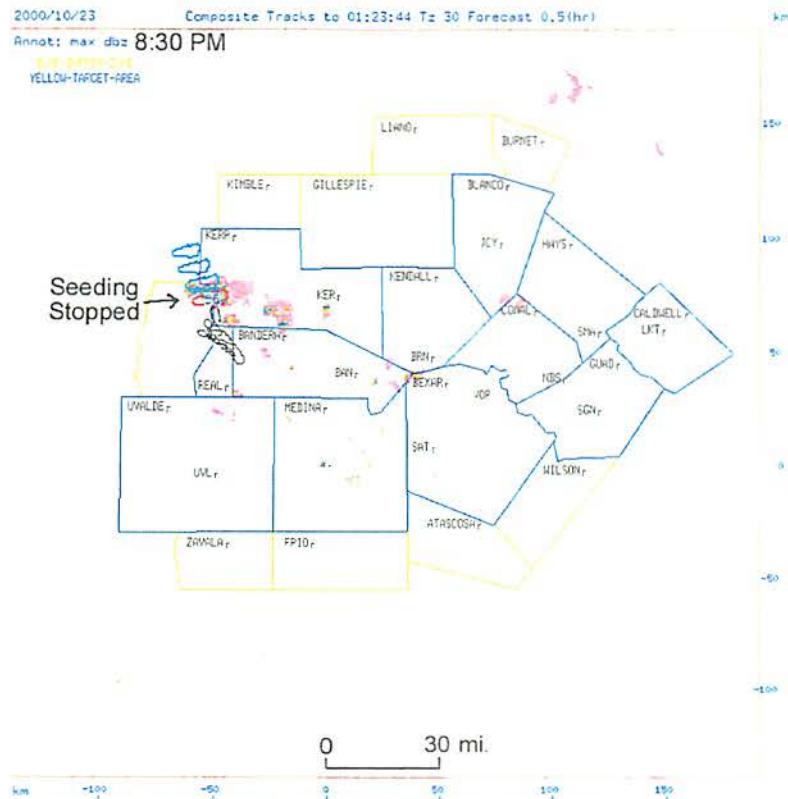 2000/10/23 Composite Tracks to 01:23:44 Tz 30 Forecast 0.5(hr) km
Annot: max dbz 8:30 PM
YELLOW-TARGET-AREA
150
LLANO r
BURNET r
KIMBLE r GILLESPIE r BLANCO r
100
KERR r JCY r HAYS r
Seeding
Stopped
KENDALL r
KER r COMAL r CALDWELL r
SMA r LKT r
BANDERA r
50
BRN r GUAD r
REAL r BAN r BEXAR r NBS r
UVALDE r MEDINA r SGN r
SAT r
0
UVL r WILSON r
ATASCOSA r
ZAVALA r FRIO r
-50
-100
0 30 mi.
km -100 -50 0 50 100 150